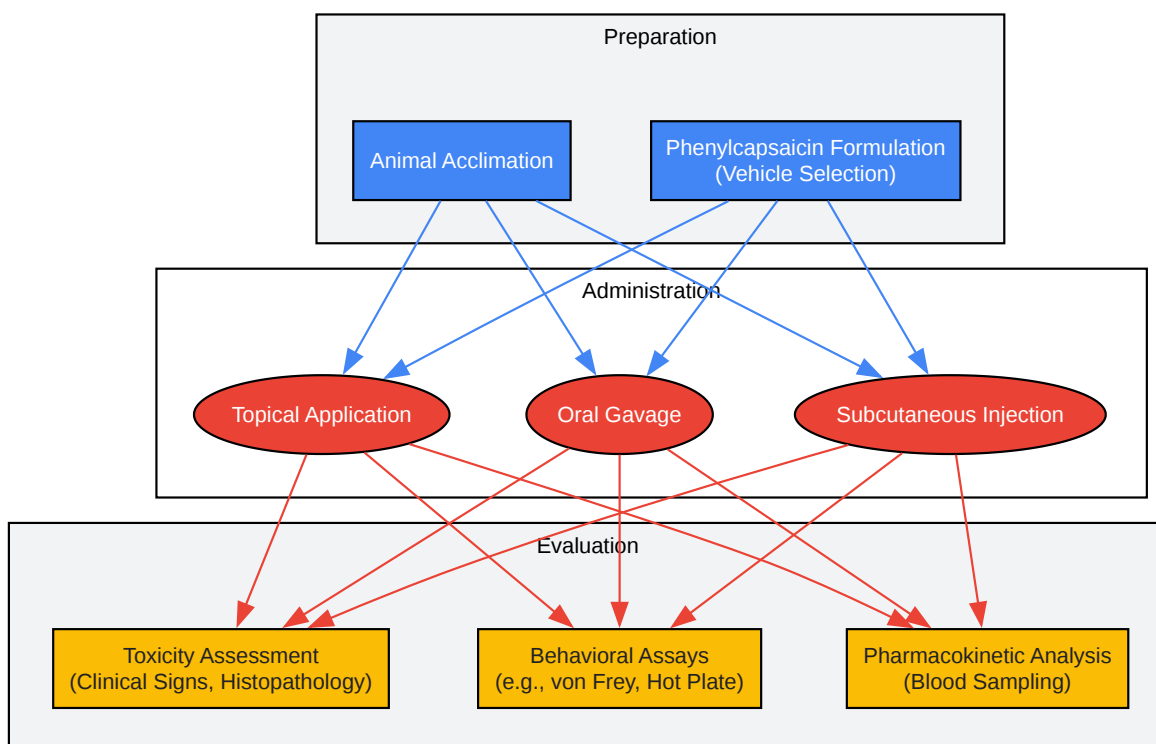 Preparation
Animal Acclimation
Phenylcapsaicin Formulation
(Vehicle Selection)
Administration
Topical Application
Oral Gavage
Subcutaneous Injection
Evaluation
Toxicity Assessment
(Clinical Signs, Histopathology)
Behavioral Assays
(e.g., von Frey, Hot Plate)
Pharmacokinetic Analysis
(Blood Sampling)